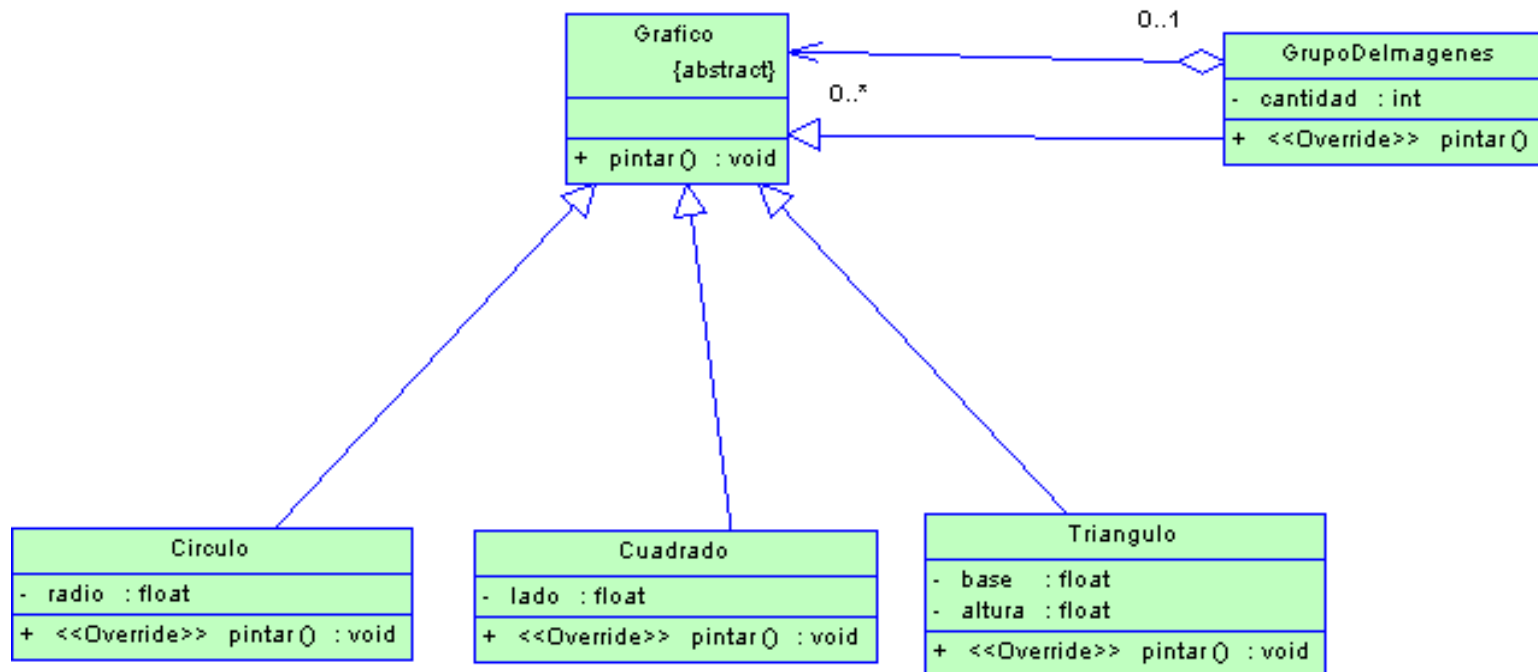 Grafico
{abstract}
+ pintar () : void
0..1
0..*
GrupoDeImagenes
- cantidad : int
+ <<Override>> pintar ()
Circulo
- radio : float
+ <<Override>> pintar () : void
Cuadrado
- lado : float
+ <<Override>> pintar () : void
Triangulo
- base : float
- altura : float
+ <<Override>> pintar () : void